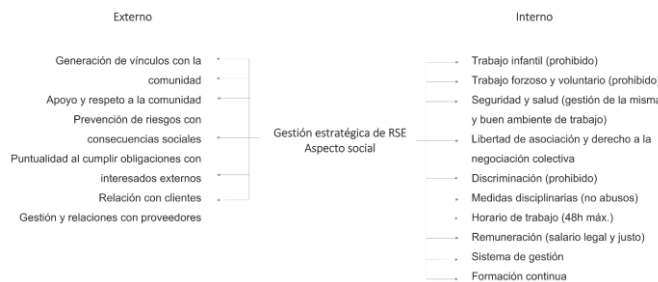 Externo
Generación de vínculos con la
comunidad
Apoyo y respeto a la comunidad
Prevención de riesgos con
consecuencias sociales
Puntualidad al cumplir obligaciones con
interesados externos
Relación con clientes
Gestión y relaciones con proveedores
Gestión estratégica de RSE
Aspecto social
Interno
Trabajo infantil (prohibido)
Trabajo forzoso y voluntario (prohibido)
Seguridad y salud (gestión de la misma
y buen ambiente de trabajo)
Libertad de asociación y derecho a la
negociación colectiva
Discriminación (prohibido)
Medidas disciplinarias (no abusos)
Horario de trabajo (48h máx.)
Remuneración (salario legal y justo)
Sistema de gestión
Formación continua